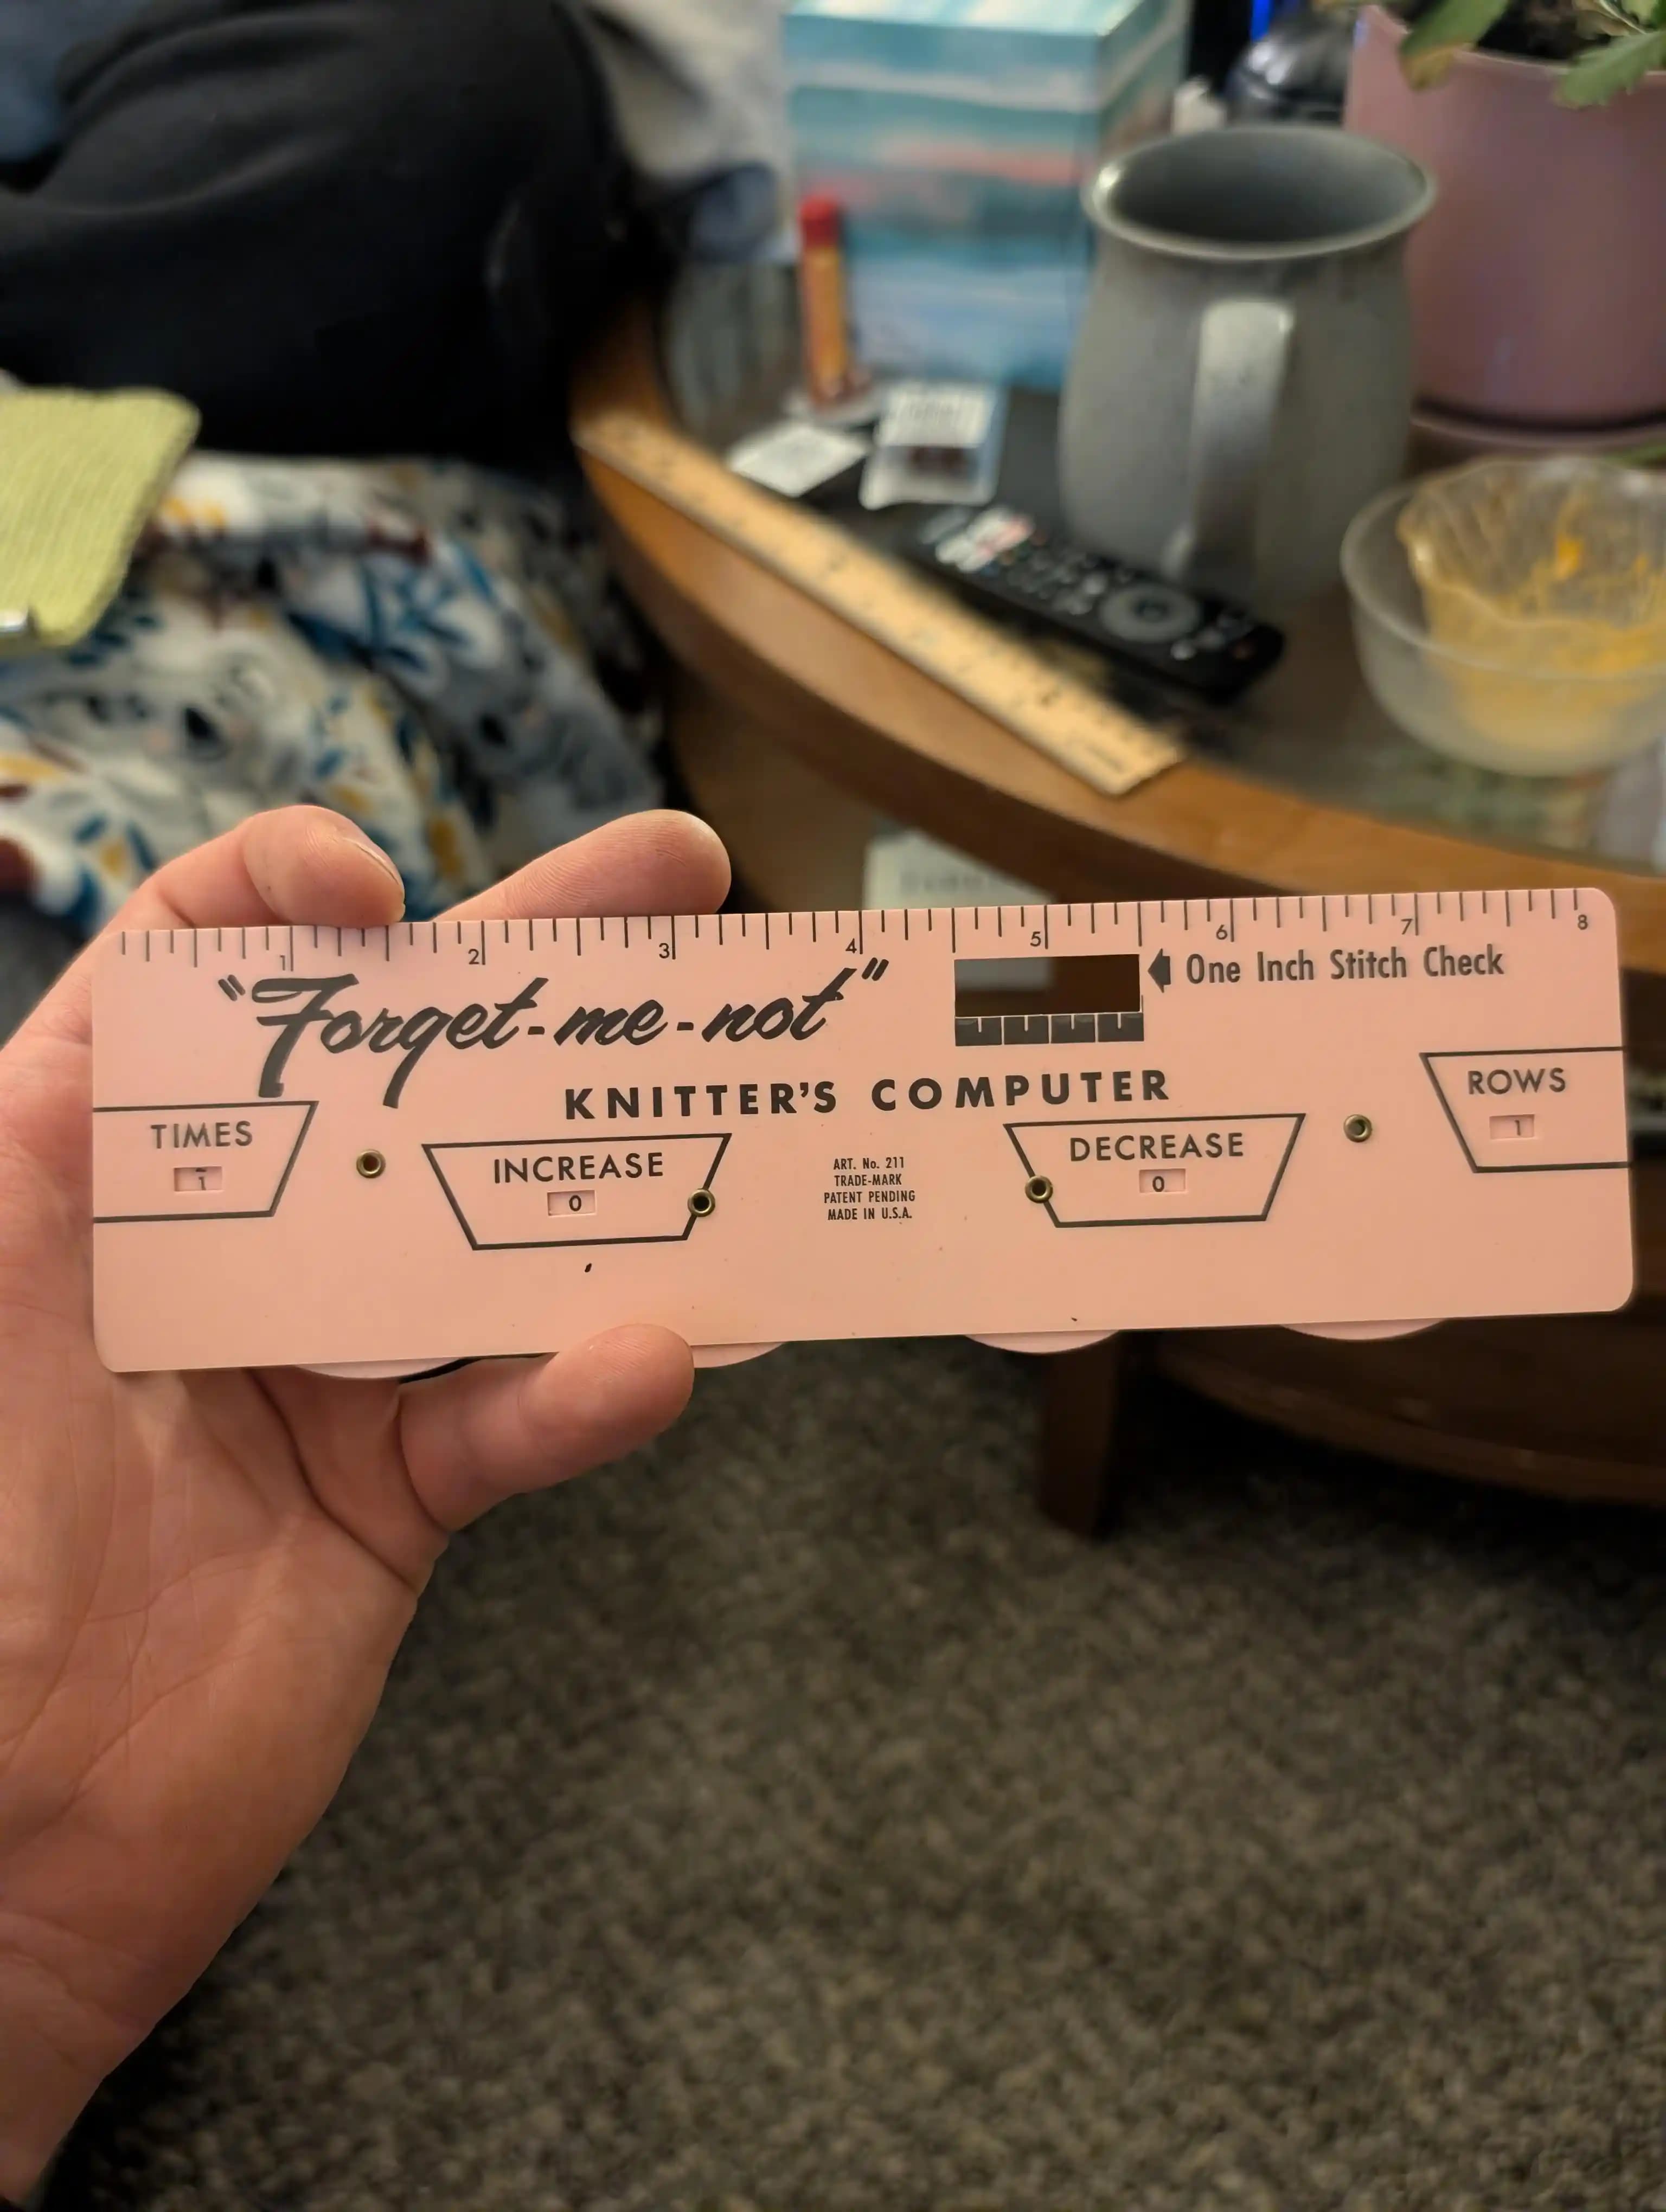 1 2 3 4 5 6 7 8
"Forget-me-not"
One Inch Stitch Check
KNITTER'S COMPUTER
TIMES
1
INCREASE
0
ART. No. 211
TRADE-MARK
PATENT PENDING
MADE IN U.S.A.
DECREASE
0
ROWS
1